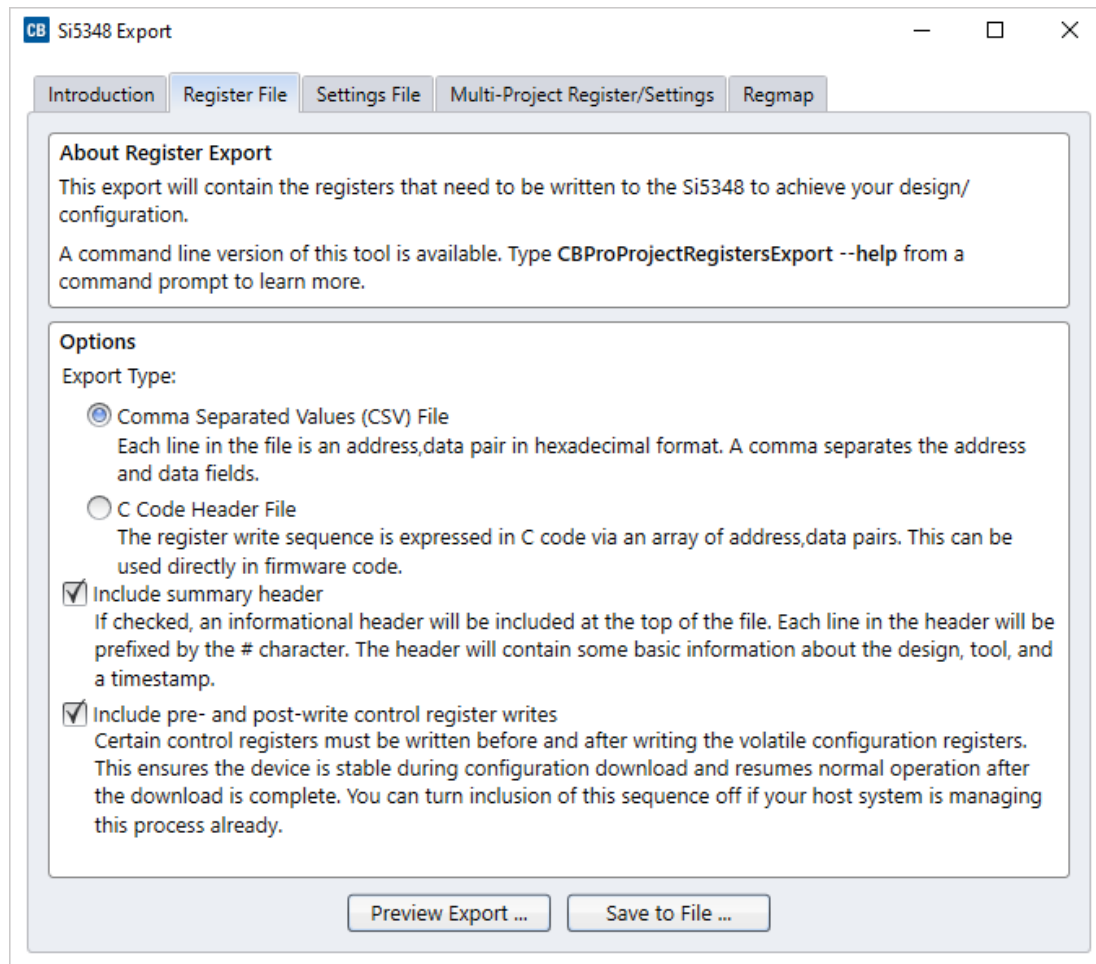 CB Si5348 Export
Introduction Register File Settings File Multi-Project Register/Settings Regmap
About Register Export
This export will contain the registers that need to be written to the Si5348 to achieve your design/
configuration.
A command line version of this tool is available. Type CBProProjectRegistersExport --help from a
command prompt to learn more.
Options
Export Type:
Comma Separated Values (CSV) File
Each line in the file is an address,data pair in hexadecimal format. A comma separates the address
and data fields.
C Code Header File
The register write sequence is expressed in C code via an array of address,data pairs. This can be
used directly in firmware code.
Include summary header
If checked, an informational header will be included at the top of the file. Each line in the header will be
prefixed by the # character. The header will contain some basic information about the design, tool, and
a timestamp.
Include pre- and post-write control register writes
Certain control registers must be written before and after writing the volatile configuration registers.
This ensures the device is stable during configuration download and resumes normal operation after
the download is complete. You can turn inclusion of this sequence off if your host system is managing
this process already.
Preview Export ... Save to File ...